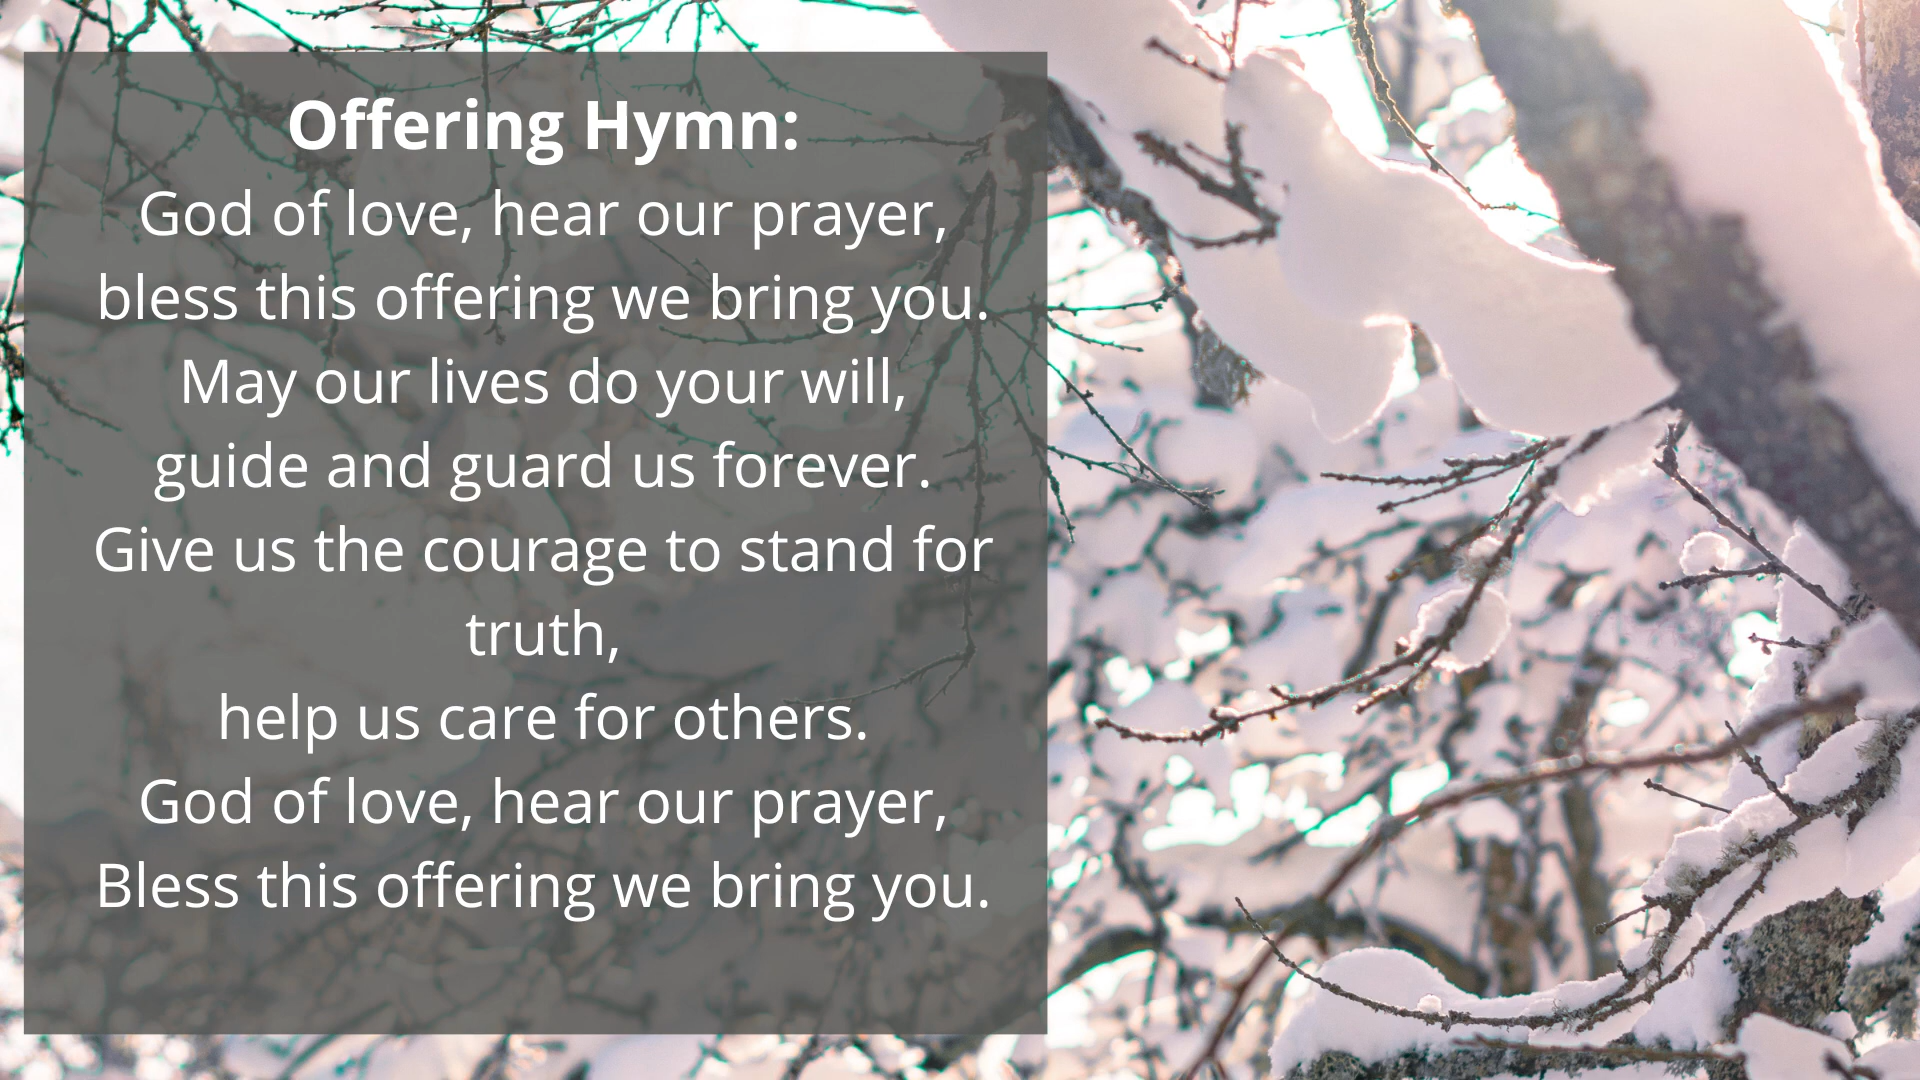 Offering Hymn:
God of love, hear our prayer,
bless this offering we bring you.
May our lives do your will,
guide and guard us forever.
Give us the courage to stand for
truth,
help us care for others.
God of love, hear our prayer,
Bless this offering we bring you.